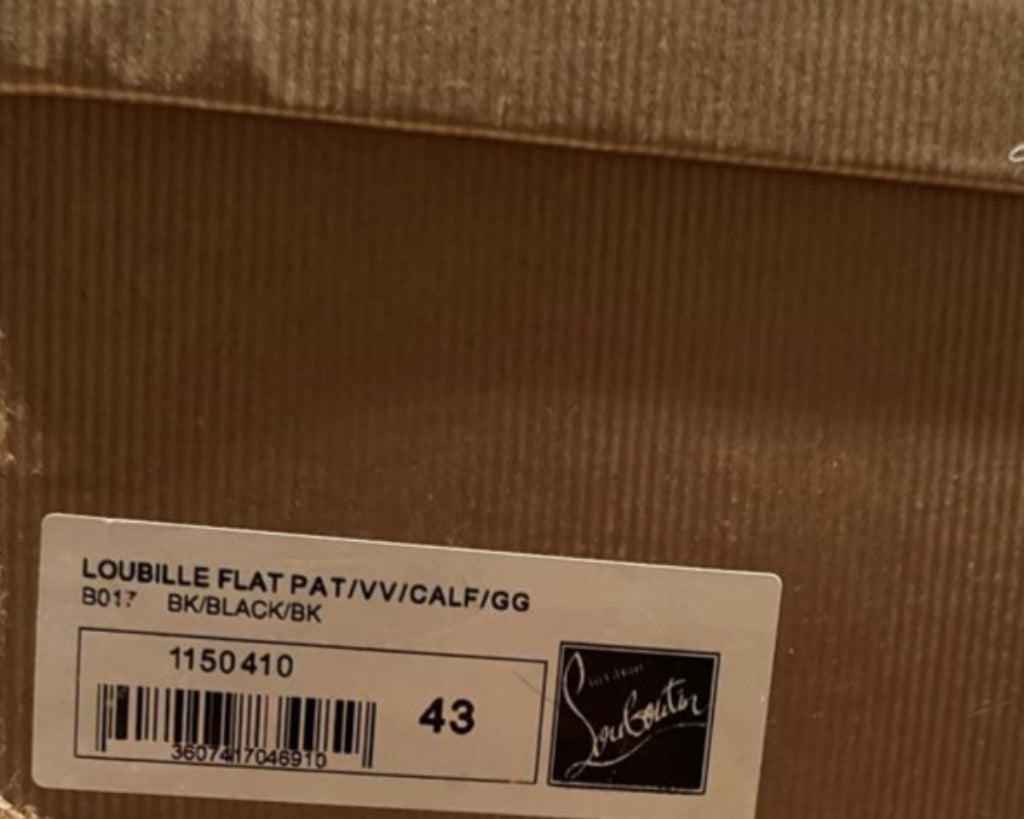 LOUBILLE FLAT PAT/VV/CALF/GG
B017 BK/BLACK/BK
1150410
43
3607417046910
Louboutin